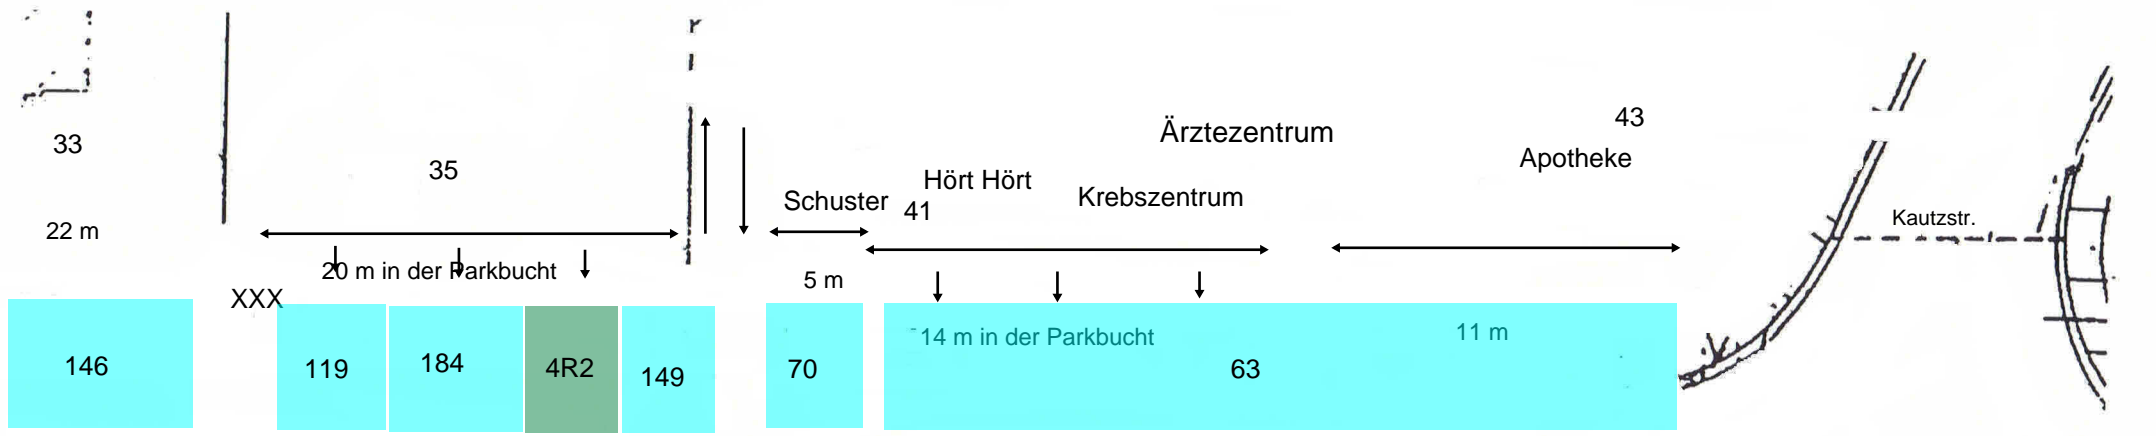 33
35
22 m
20 m in der Parkbucht
XXX
146
119
184
4R2
149
Schuster
5 m
70
Hört Hört
41
Krebszentrum
Ärztezentrum
43
Apotheke
14 m in der Parkbucht
11 m
63
Kautzstr.